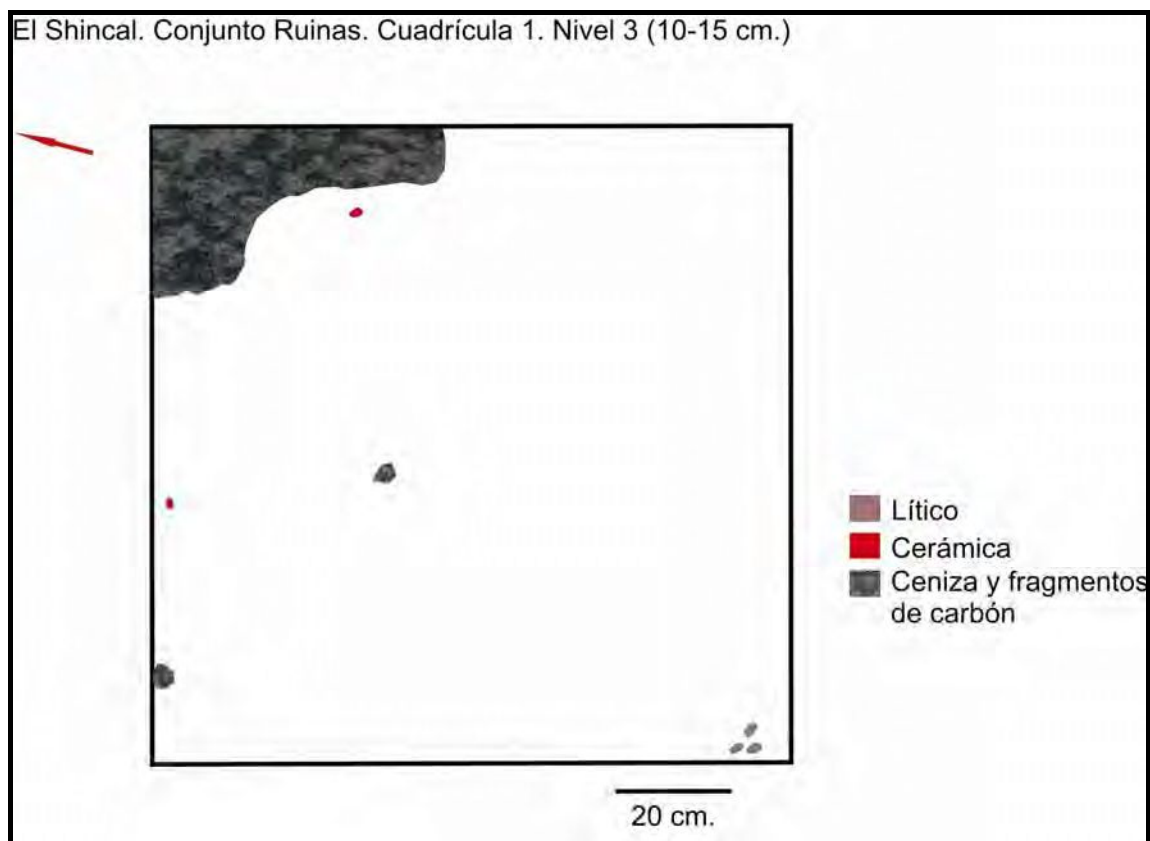 El Shincal. Conjunto Ruinas. Cuadrícula 1. Nivel 3 (10-15 cm.)
Lítico
Cerámica
Ceniza y fragmentos
de carbón
20 cm.